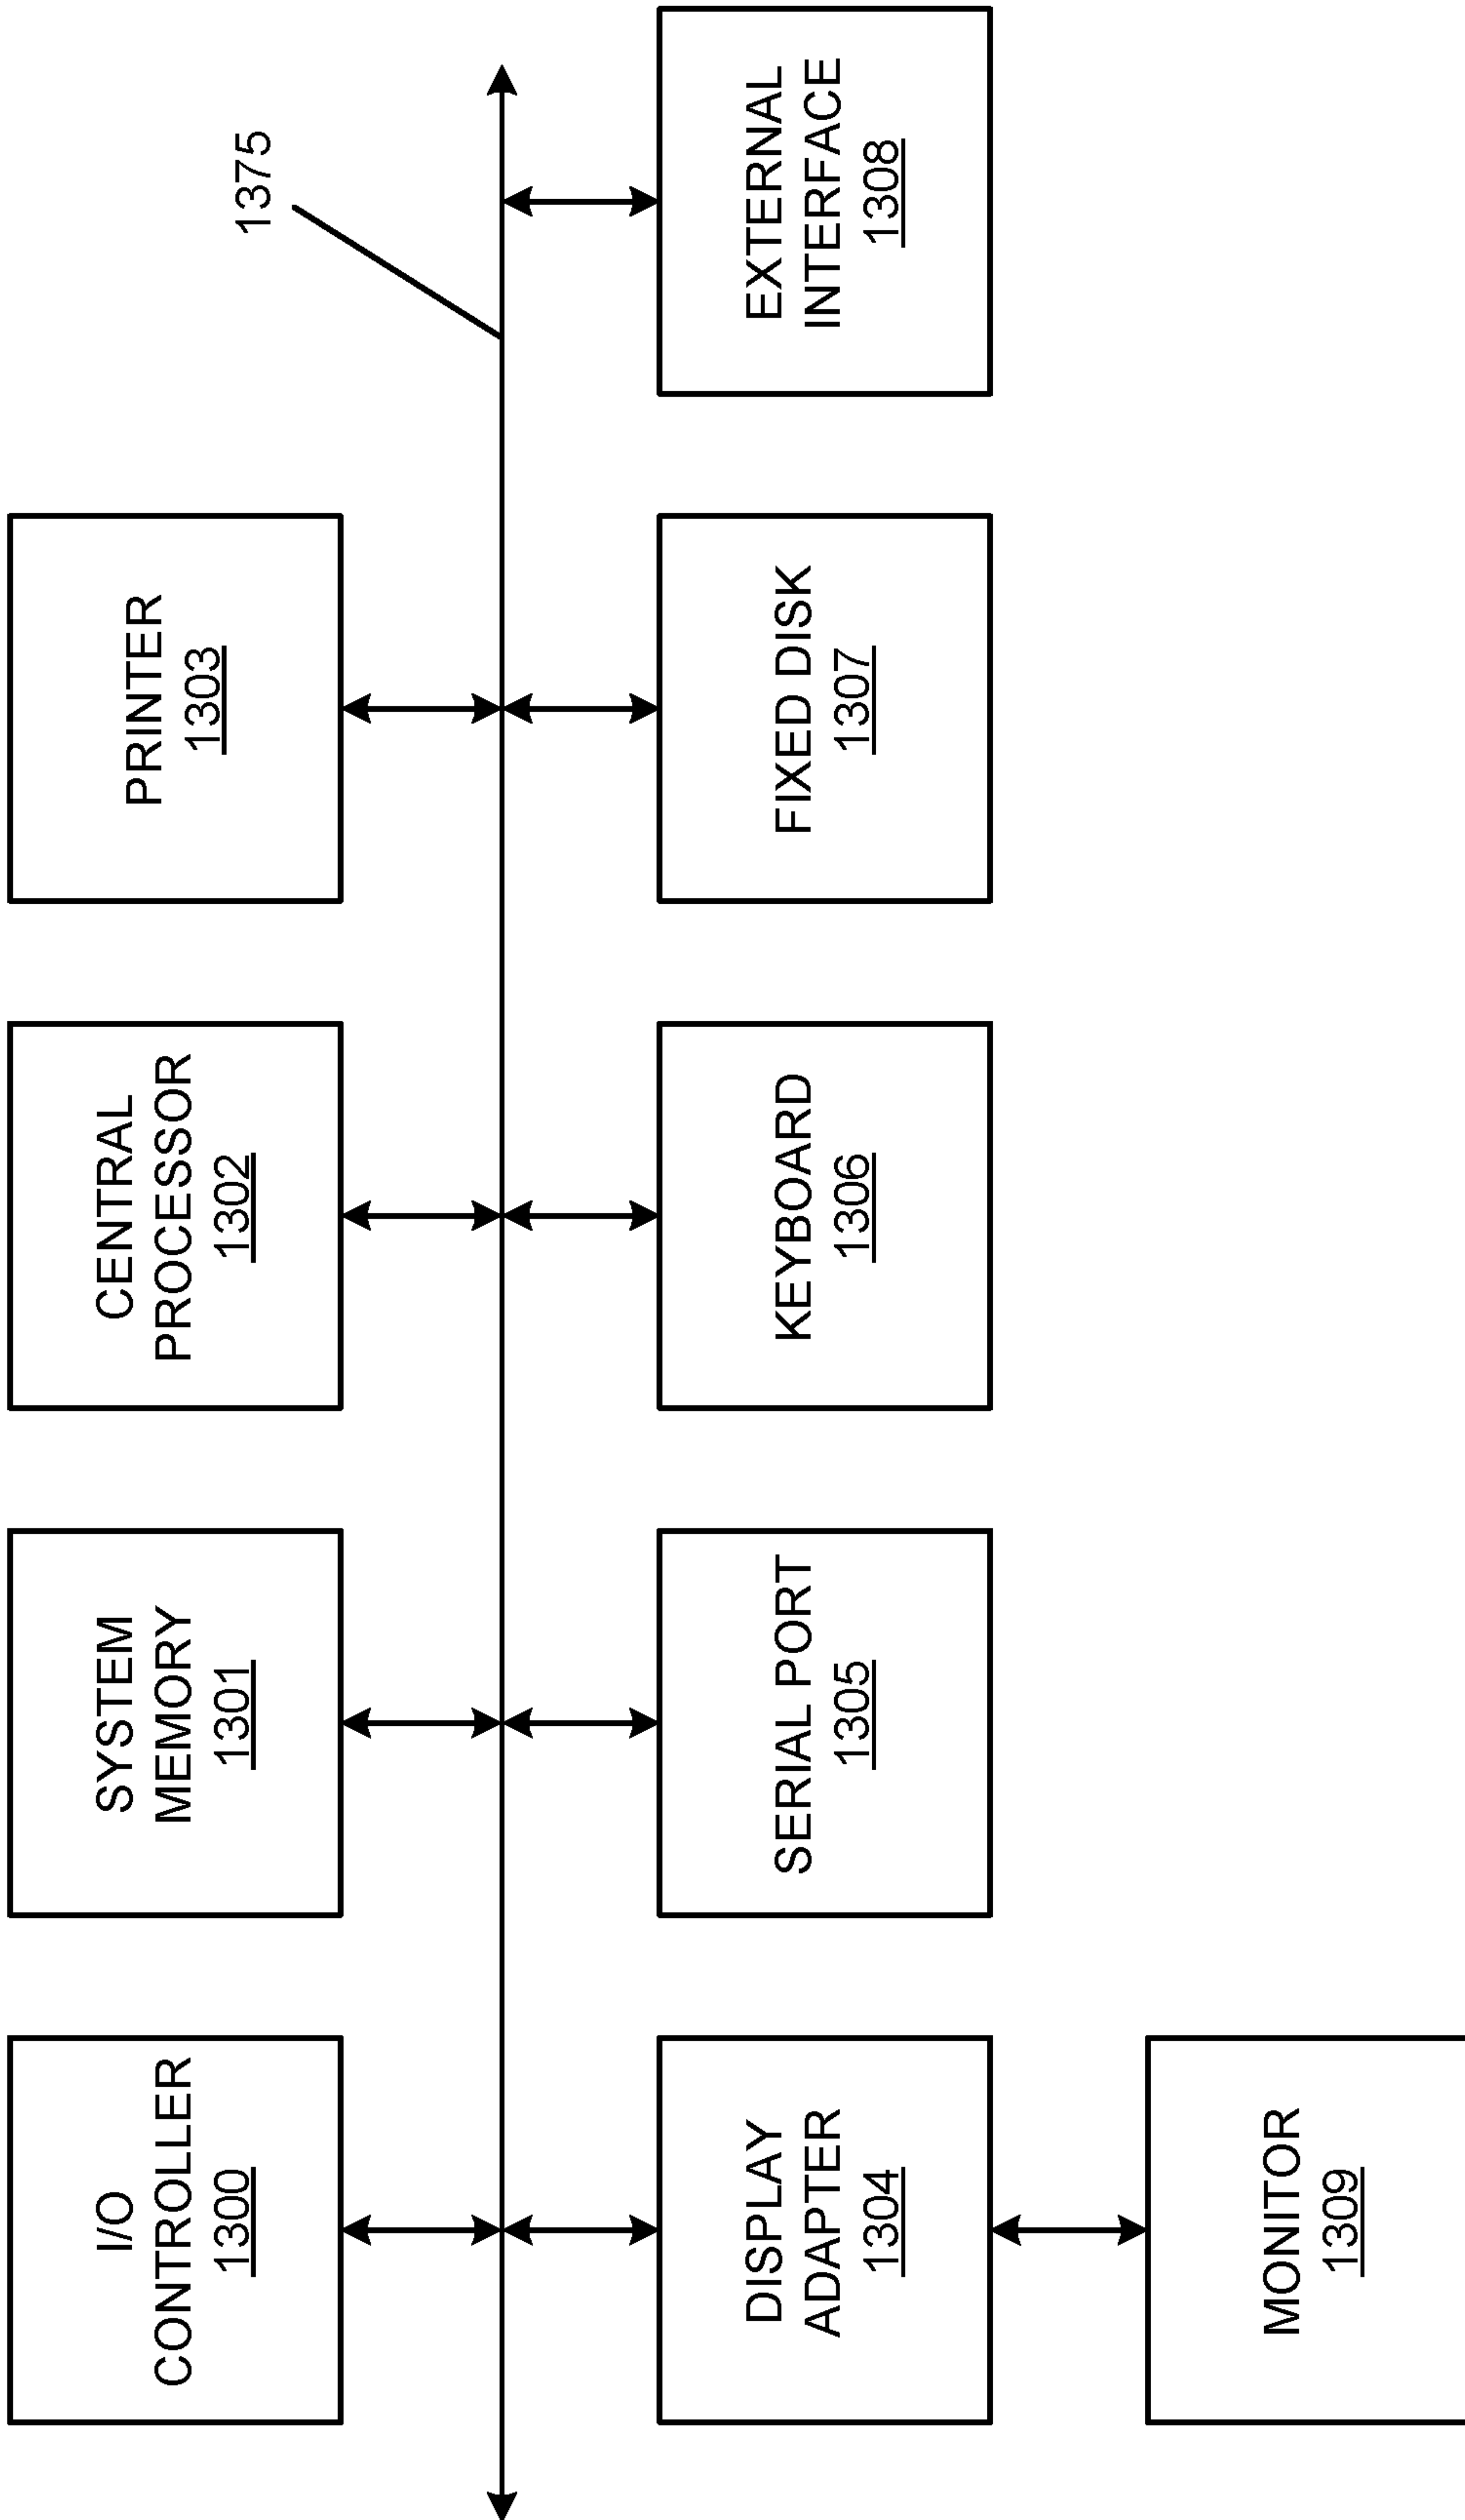 I/O
CONTROLLER
1300
SYSTEM
MEMORY
1301
CENTRAL
PROCESSOR
1302
PRINTER
1303
1375
DISPLAY
ADAPTER
1304
SERIAL PORT
1305
KEYBOARD
1306
FIXED DISK
1307
EXTERNAL
INTERFACE
1308
MONITOR
1309